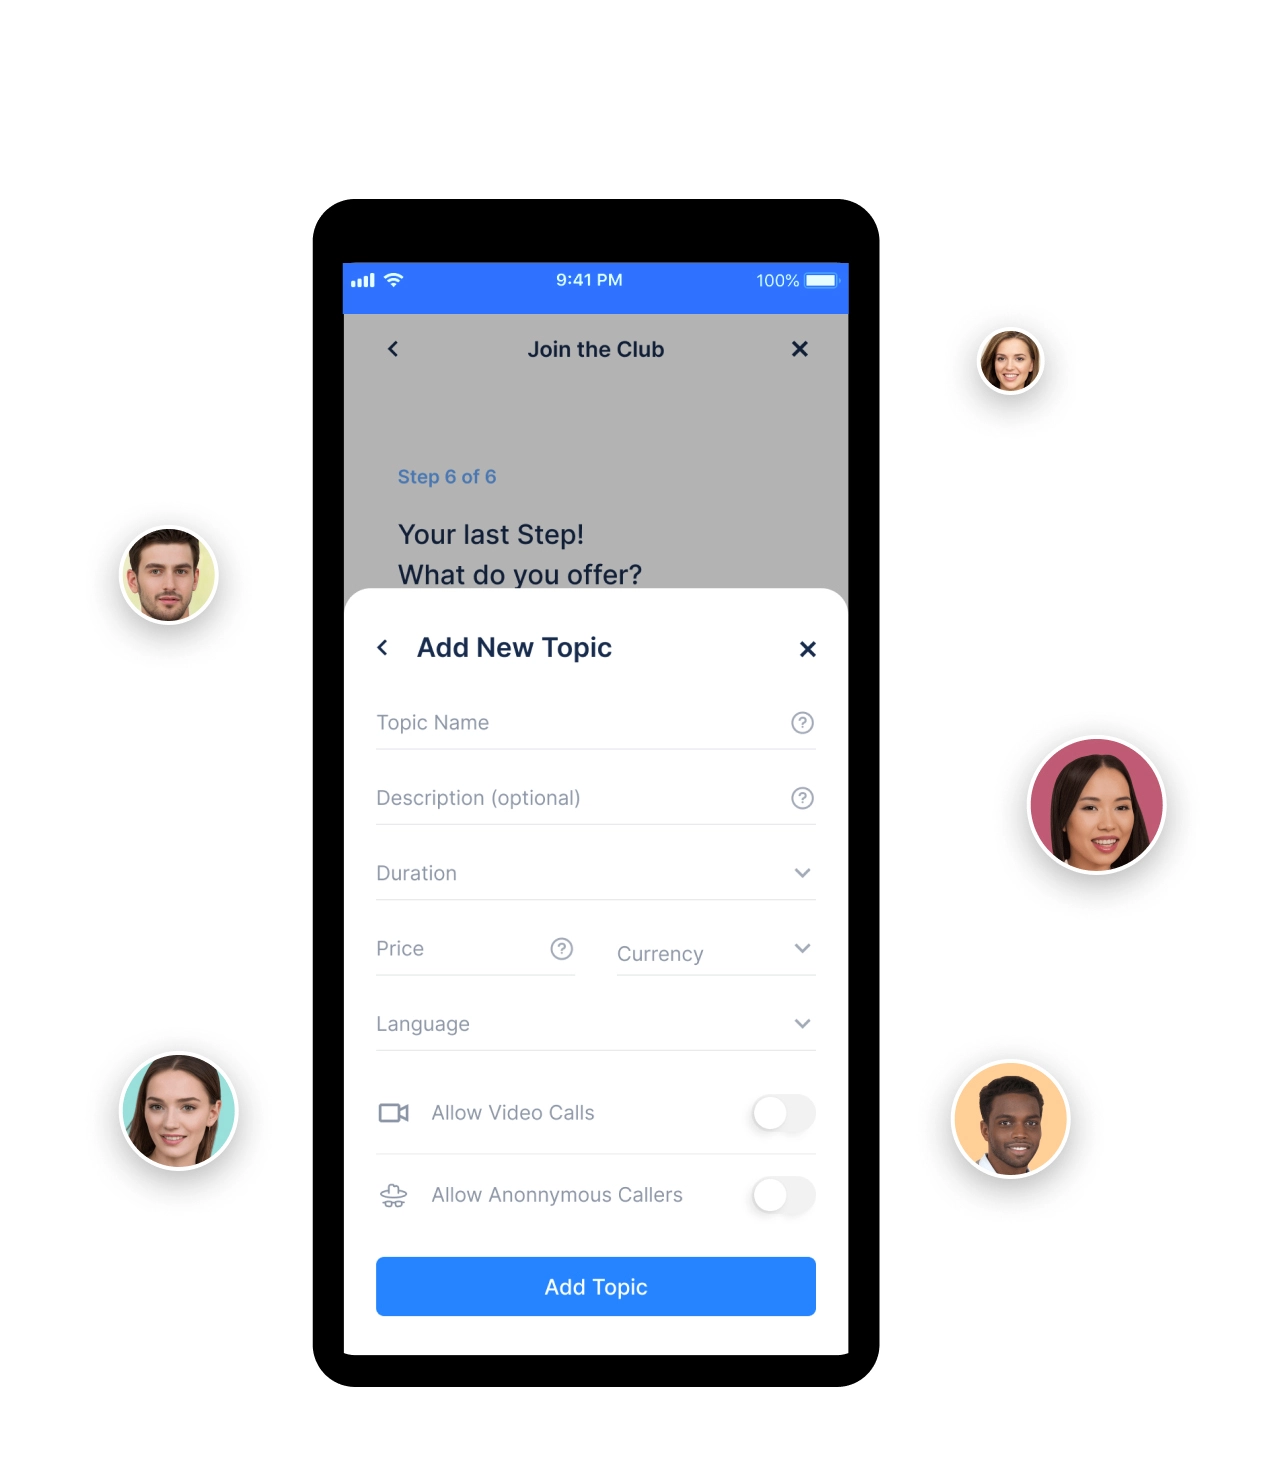 9:41 PM 100%
Join the Club
Step 6 of 6
Your last Step!
What do you offer?
Add New Topic
Topic Name
Description (optional)
Duration
Price Currency
Language
Allow Video Calls
Allow Anonnymous Callers
Add Topic